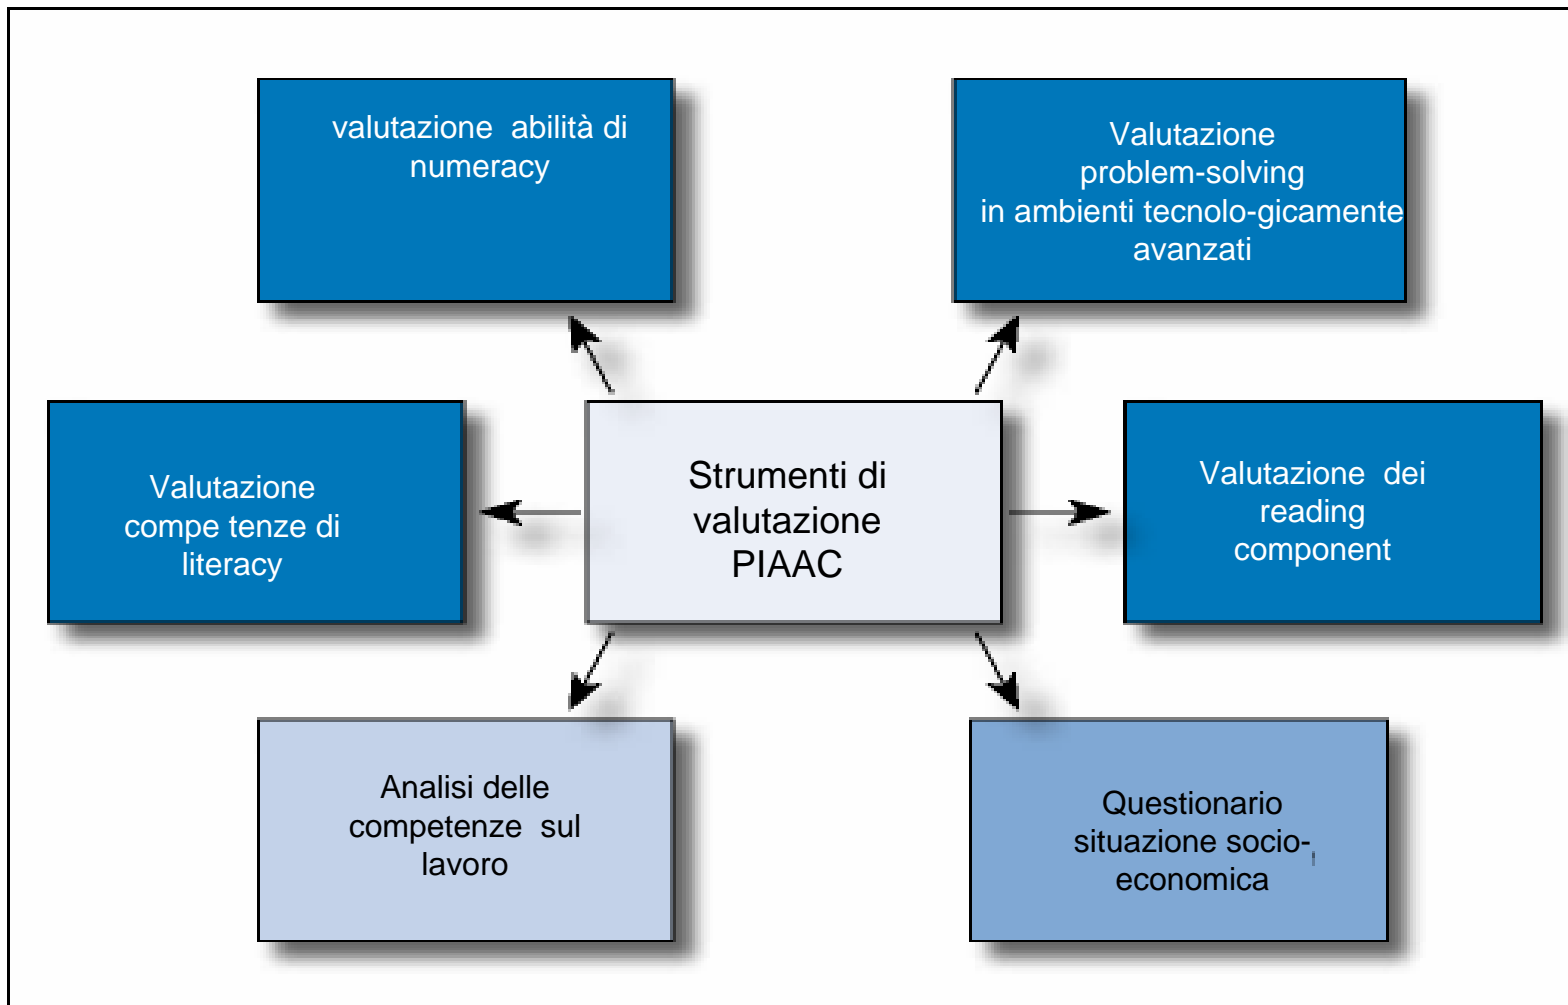 valutazione abilità di
numeracy
Valutazione
problem-solving
in ambienti tecnolo-gicamente
avanzati
Valutazione
compe tenze di
literacy
Strumenti di
valutazione
PIAAC
Valutazione dei
reading
component
Analisi delle
competenze sul
lavoro
Questionario
situazione socio-
economica